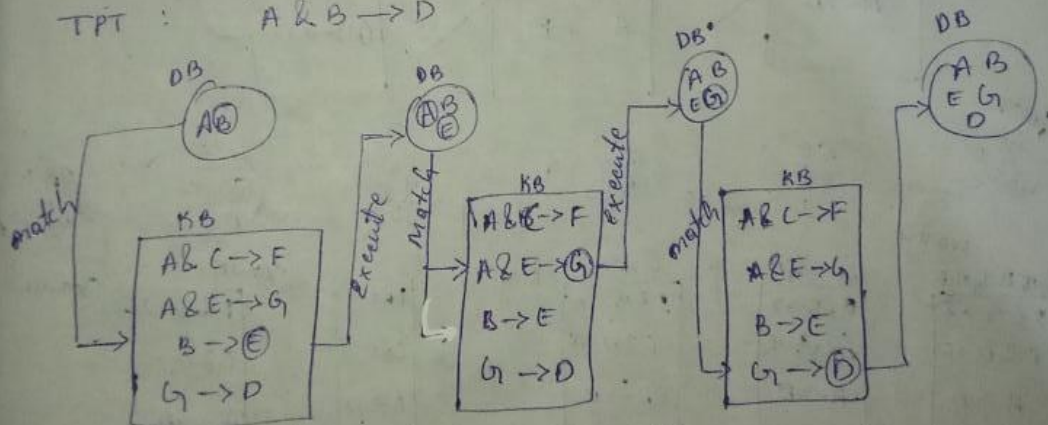 TPT : A & B → D
DB
AB
match
KB
A & C → F
A & E → G
B → E
G → D
Execute
DB
A B
E
Match
KB
A & C → F
A & E → G
B → E
G → D
Execute
DB
A B
E G
match
KB
A & C → F
A & E → G
B → E
G → D
DB
A B
E G
D